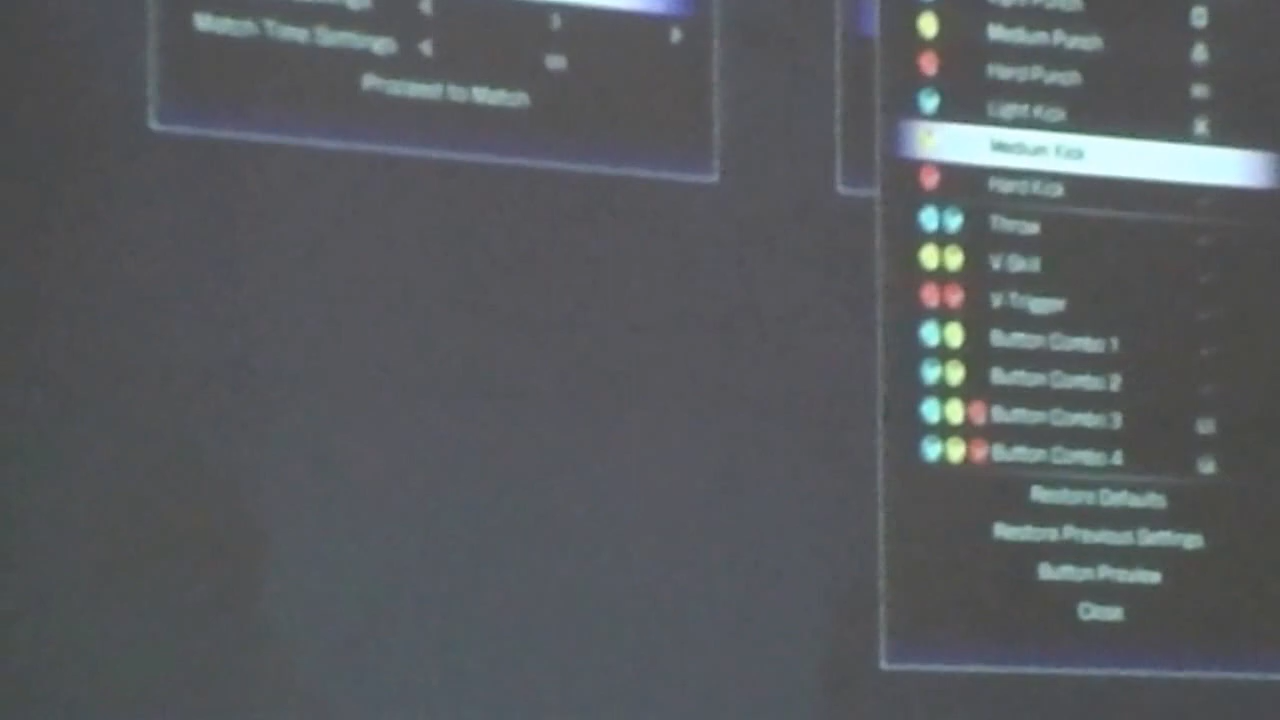 Match Time Settings
Proceed to Match
Light Punch
Medium Punch
Hard Punch
Light Kick
K
Medium Kick
Hard Kick
Throw
V-Skill
V-Trigger
Button Combo 1
Button Combo 2
Button Combo 3
Button Combo 4
Restore Defaults
Restore Previous Settings
Button Preview
Close